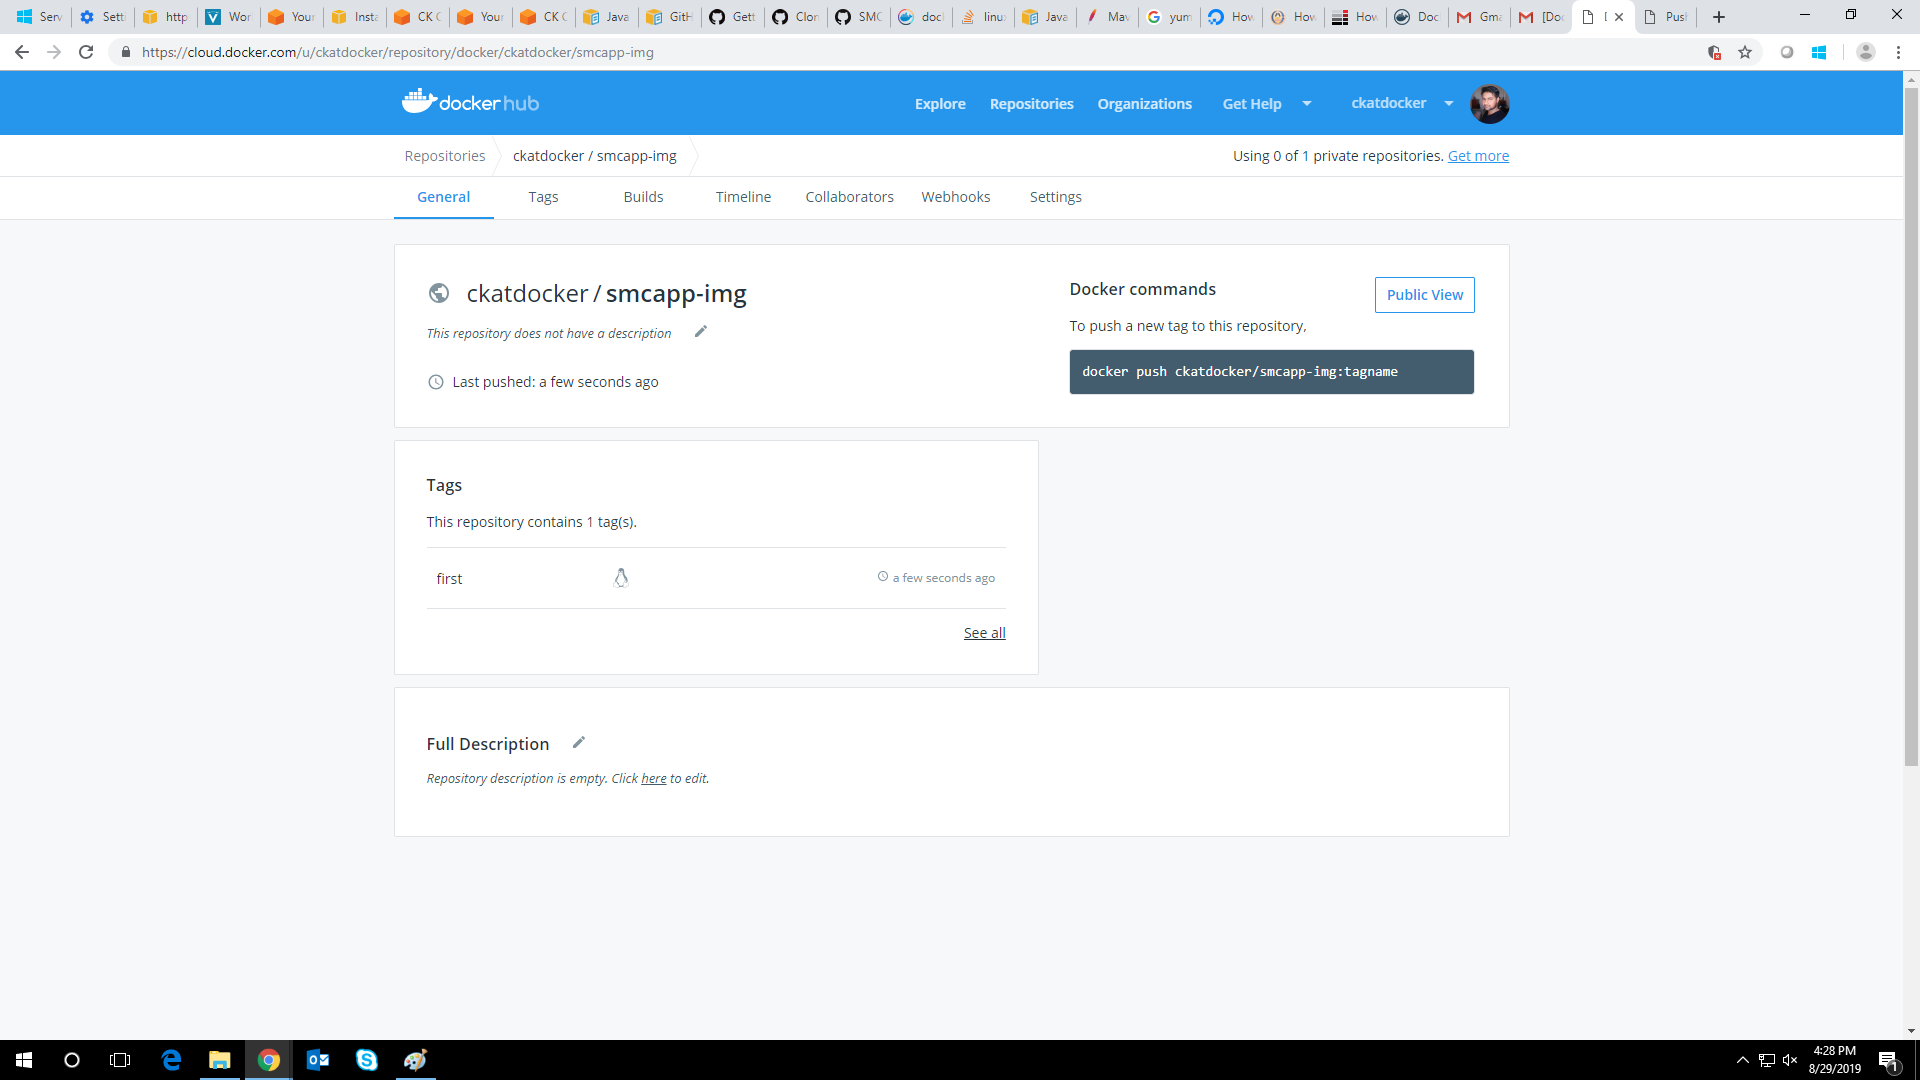 Serv
Setti
http
Wor
Your
Insta
CK C
Your
CK C
Java
GitH
Gett
Clon
SMC
doc
linux
Java
Mav
yum
How
How
How
Doc
Gma
[Doc
Push
https://cloud.docker.com/u/ckatdocker/repository/docker/ckatdocker/smcapp-img
docker hub
Explore
Repositories
Organizations
Get Help
ckatdocker
Repositories
ckatdocker / smcapp-img
Using 0 of 1 private repositories. Get more
General
Tags
Builds
Timeline
Collaborators
Webhooks
Settings
ckatdocker / smcapp-img
This repository does not have a description
Last pushed: a few seconds ago
Docker commands
Public View
To push a new tag to this repository,
docker push ckatdocker/smcapp-img:tagname
Tags
This repository contains 1 tag(s).
first
a few seconds ago
See all
Full Description
Repository description is empty. Click here to edit.
4:28 PM
8/29/2019
1